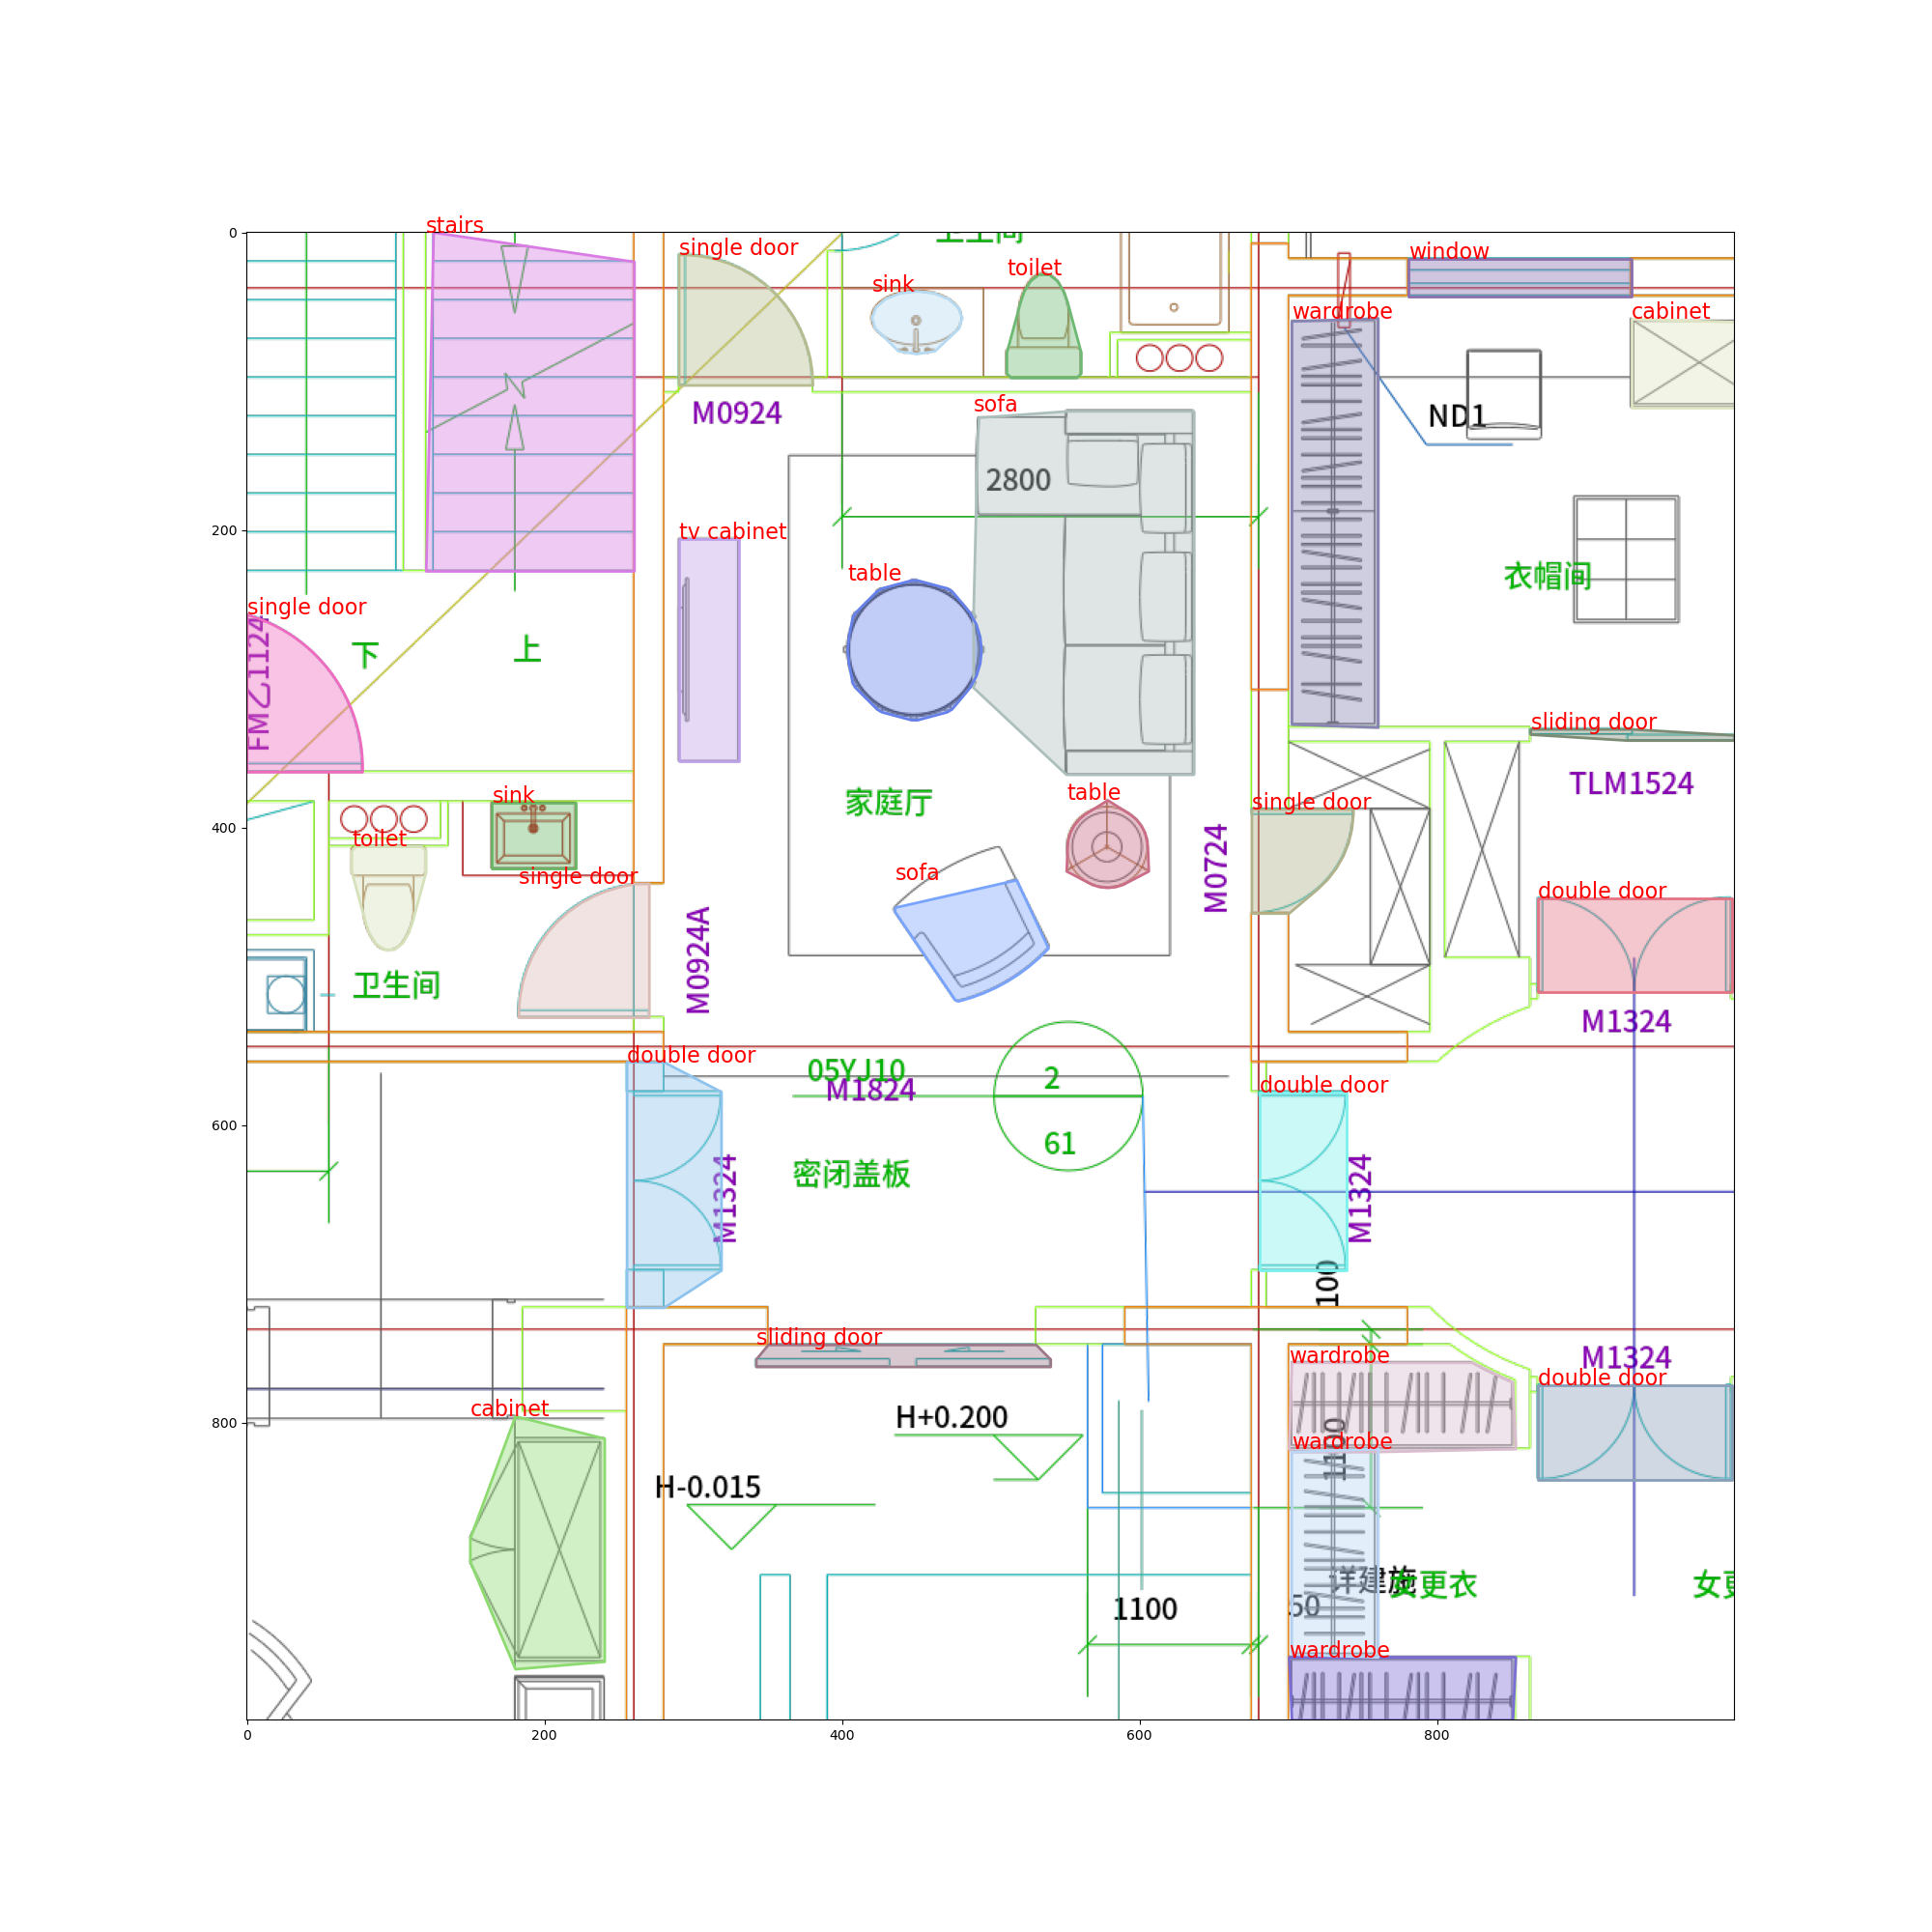 0
200
400
600
800
0
200
400
600
800
stairs
single door
sink
toilet
window
wardrobe
cabinet
M0924
sofa
2800
ND1
tv cabinet
table
衣帽间
single door
FM乙1124
下
上
sliding door
TLM1524
家庭厅
table
single door
sink
toilet
single door
sofa
M0724
double door
M0924A
卫生间
M1324
double door
05YJ10
M1824
2
61
double door
密闭盖板
M1324
M1324
100
sliding door
wardrobe
M1324
double door
cabinet
H+0.200
wardrobe
1100
H-0.015
详建施
女更衣
50
1100
wardrobe